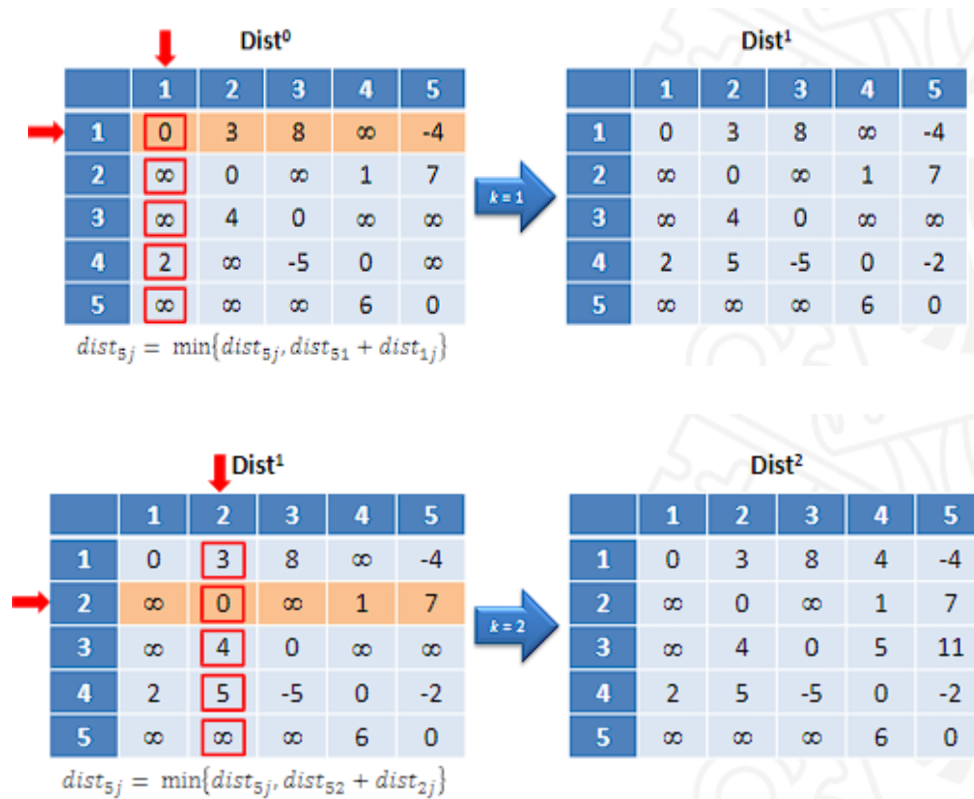 Dist⁰ Dist¹
1 2 3 4 5 1 2 3 4 5
1 0 3 8 ∞ -4 1 0 3 8 ∞ -4
2 ∞ 0 ∞ 1 7 2 ∞ 0 ∞ 1 7
k = 1
3 ∞ 4 0 ∞ ∞ 3 ∞ 4 0 ∞ ∞
4 2 ∞ -5 0 ∞ 4 2 5 -5 0 -2
5 ∞ ∞ ∞ 6 0 5 ∞ ∞ ∞ 6 0
dist₅ⱼ = min{dist₅ⱼ, dist₅₁ + dist₁ⱼ}
Dist¹ Dist²
1 2 3 4 5 1 2 3 4 5
1 0 3 8 ∞ -4 1 0 3 8 4 -4
2 ∞ 0 ∞ 1 7 2 ∞ 0 ∞ 1 7
k = 2
3 ∞ 4 0 ∞ ∞ 3 ∞ 4 0 5 11
4 2 5 -5 0 -2 4 2 5 -5 0 -2
5 ∞ ∞ ∞ 6 0 5 ∞ ∞ ∞ 6 0
dist₅ⱼ = min{dist₅ⱼ, dist₅₂ + dist₂ⱼ}